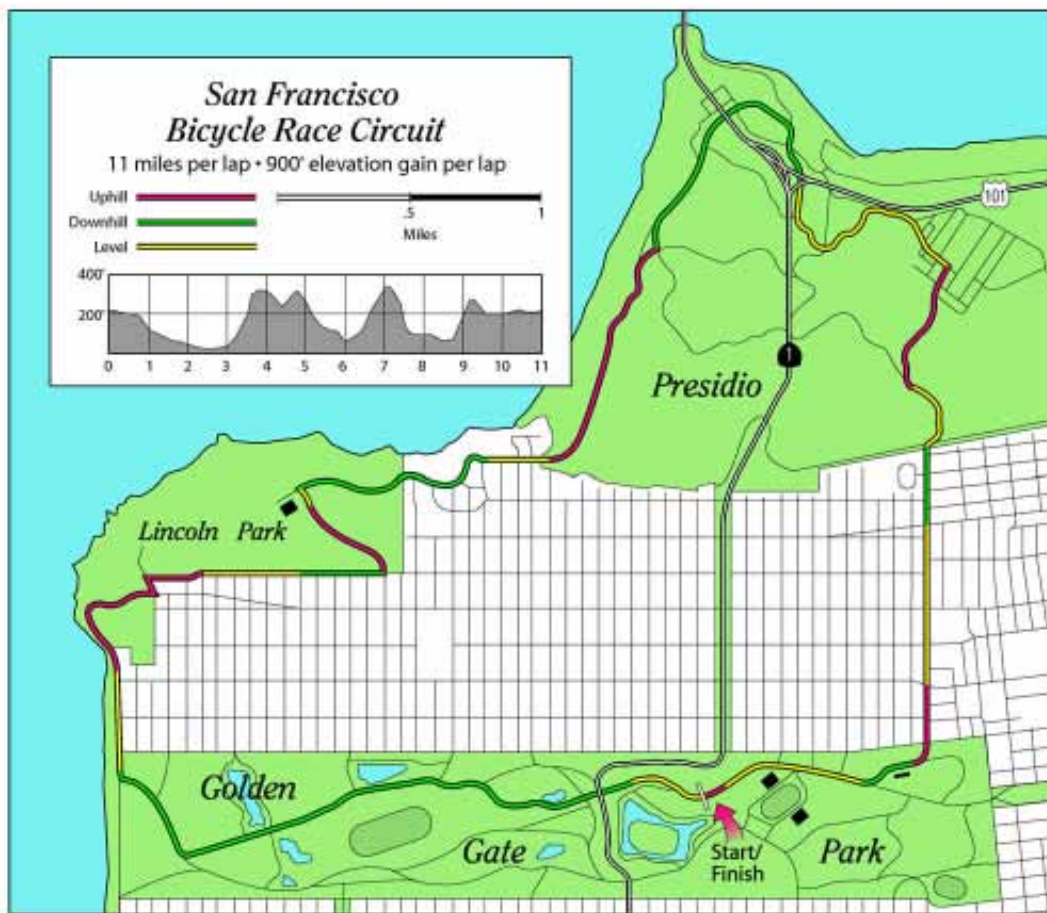 San Francisco
Bicycle Race Circuit
11 miles per lap • 900' elevation gain per lap
Uphill
Downhill
Level
.5
1
Miles
400'
200'
0 1 2 3 4 5 6 7 8 9 10 11
101
1
Presidio
Lincoln Park
Golden
Gate
Park
Start/
Finish